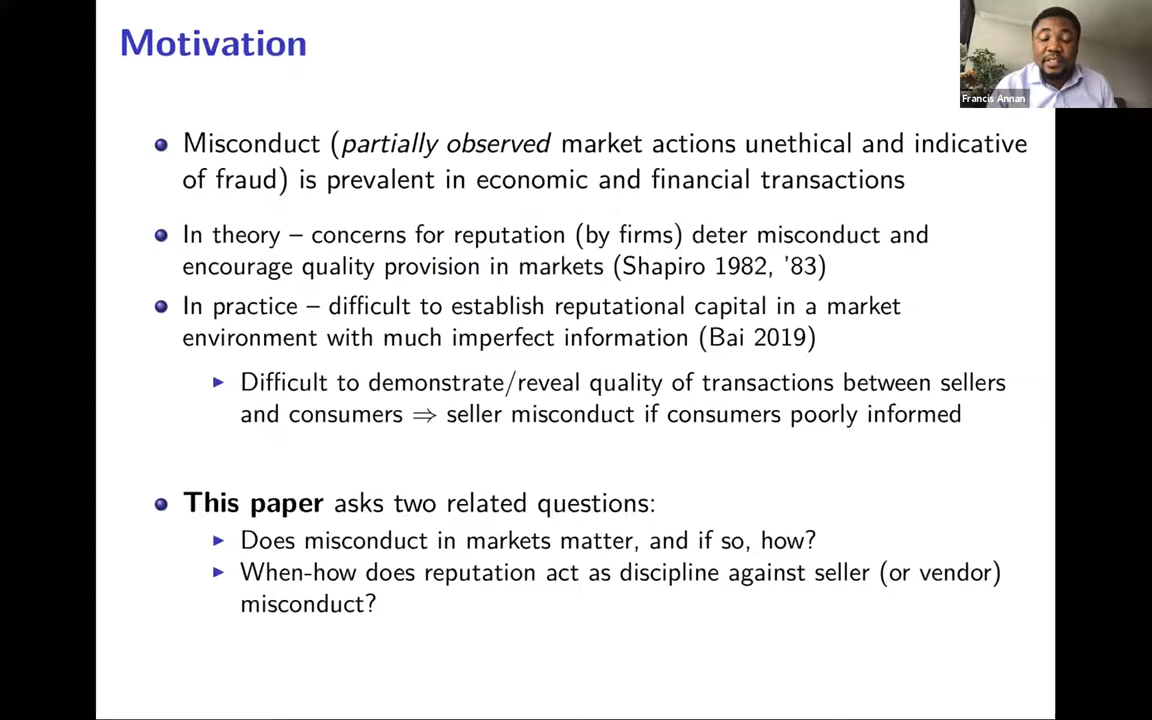 Motivation
Francis Annan
Misconduct (partially observed market actions unethical and indicative
of fraud) is prevalent in economic and financial transactions
In theory – concerns for reputation (by firms) deter misconduct and
encourage quality provision in markets (Shapiro 1982, '83)
In practice – difficult to establish reputational capital in a market
environment with much imperfect information (Bai 2019)
Difficult to demonstrate/reveal quality of transactions between sellers
and consumers ⇒ seller misconduct if consumers poorly informed
This paper asks two related questions:
Does misconduct in markets matter, and if so, how?
When-how does reputation act as discipline against seller (or vendor)
misconduct?